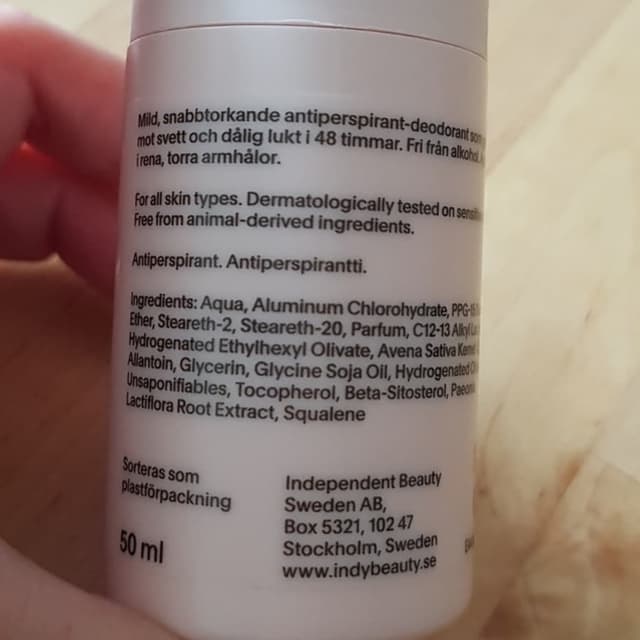 Mild, snabbtorkande antiperspirant-deodorant som
mot svett och dålig lukt i 48 timmar. Fri från alkohol.
i rena, torra armhålor.
For all skin types. Dermatologically tested on
Free from animal-derived ingredients.
Antiperspirant. Antiperspirantti.
Ingredients: Aqua, Aluminum Chlorohydrate,
Ether, Steareth-2, Steareth-20, Parfum, C12-13 Alkyl
Hydrogenated Ethylhexyl Olivate, Avena Sativa Kernel
Allantoin, Glycerin, Glycine Soja Oil, Hydrogenated
Unsaponifiables, Tocopherol, Beta-Sitosterol,
Lactiflora Root Extract, Squalene
Sorteras som
plastförpackning
50 ml
Independent Beauty
Sweden AB,
Box 5321, 102 47
Stockholm, Sweden
www.indybeauty.se